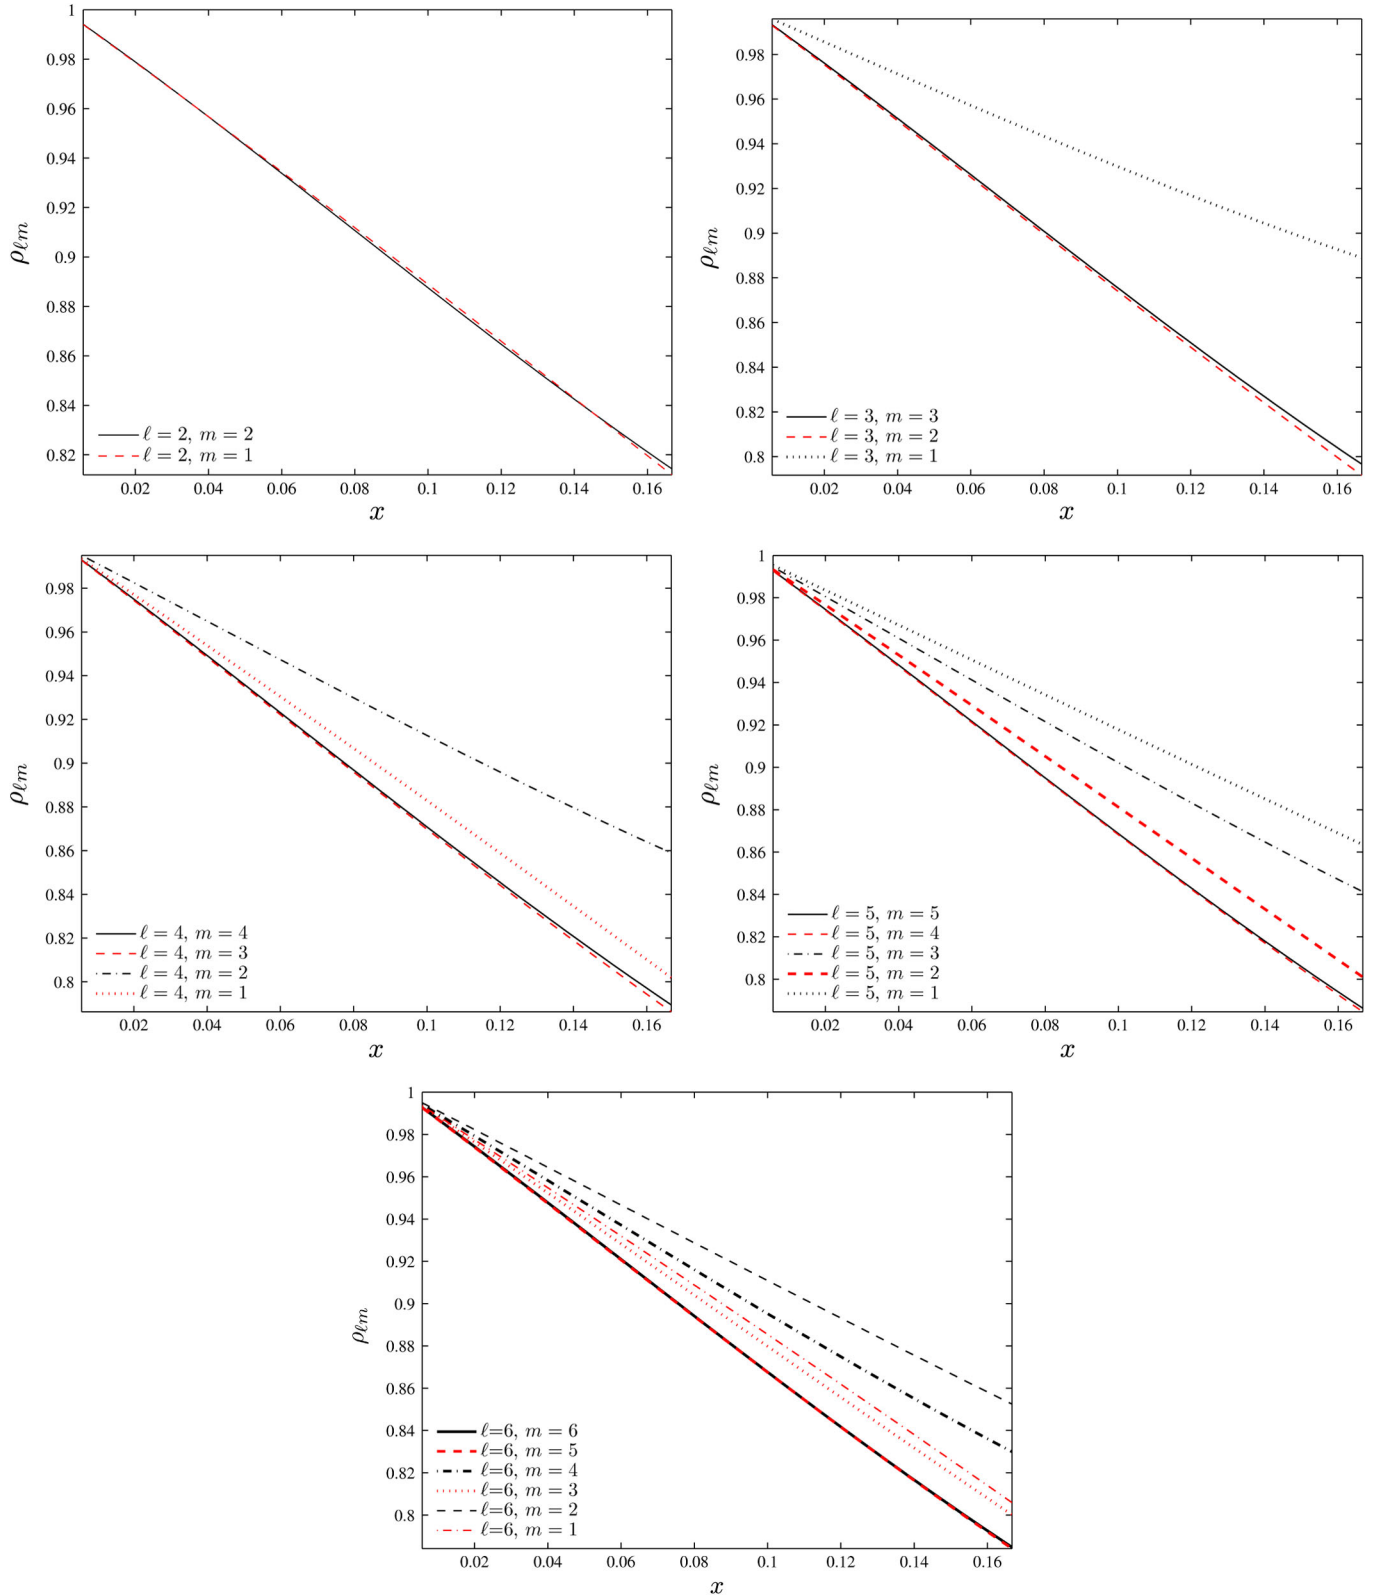 1
0.98
0.96
0.94
0.92
0.9
0.88
0.86
0.84
0.82
ρℓm
ℓ = 2, m = 2
ℓ = 2, m = 1
0.02 0.04 0.06 0.08 0.1 0.12 0.14 0.16
x
0.98
0.96
0.94
0.92
0.9
0.88
0.86
0.84
0.82
0.8
ρℓm
ℓ = 3, m = 3
ℓ = 3, m = 2
ℓ = 3, m = 1
0.02 0.04 0.06 0.08 0.1 0.12 0.14 0.16
x
0.98
0.96
0.94
0.92
0.9
0.88
0.86
0.84
0.82
0.8
ρℓm
ℓ = 4, m = 4
ℓ = 4, m = 3
ℓ = 4, m = 2
ℓ = 4, m = 1
0.02 0.04 0.06 0.08 0.1 0.12 0.14 0.16
x
1
0.98
0.96
0.94
0.92
0.9
0.88
0.86
0.84
0.82
0.8
ρℓm
ℓ = 5, m = 5
ℓ = 5, m = 4
ℓ = 5, m = 3
ℓ = 5, m = 2
ℓ = 5, m = 1
0.02 0.04 0.06 0.08 0.1 0.12 0.14 0.16
x
1
0.98
0.96
0.94
0.92
0.9
0.88
0.86
0.84
0.82
0.8
ρℓm
ℓ=6, m = 6
ℓ=6, m = 5
ℓ=6, m = 4
ℓ=6, m = 3
ℓ=6, m = 2
ℓ=6, m = 1
0.02 0.04 0.06 0.08 0.1 0.12 0.14 0.16
x